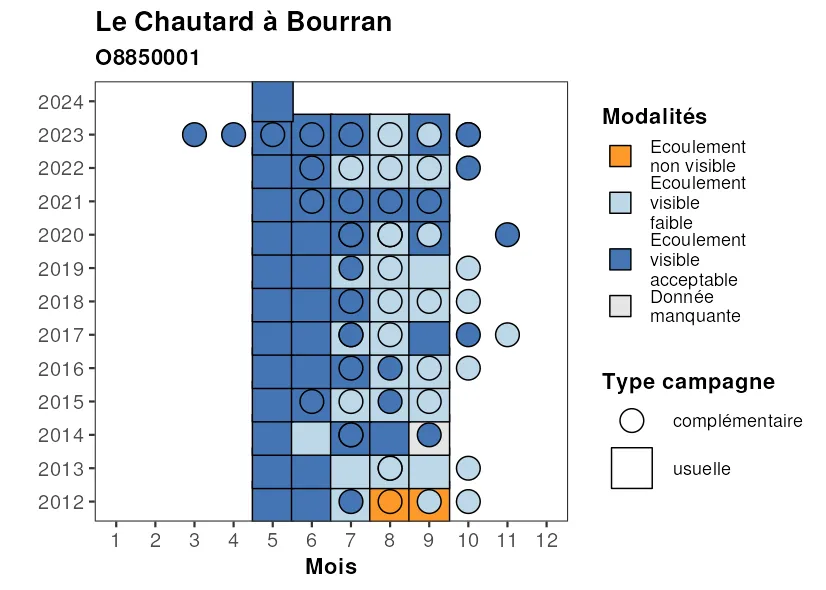 Le Chautard à Bourran
O8850001
2024
2023
2022
2021
2020
2019
2018
2017
2016
2015
2014
2013
2012
1 2 3 4 5 6 7 8 9 10 11 12
Mois
Modalités
Ecoulement
non visible
Ecoulement
visible
faible
Ecoulement
visible
acceptable
Donnée
manquante
Type campagne
complémentaire
usuelle